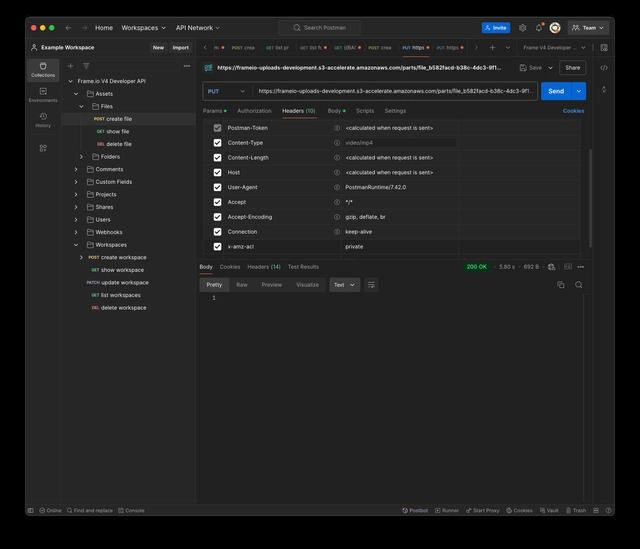 Home Workspaces API Network Search Postman Invite Team
Example Workspace New Import POST crea GET list pr GET list fc POST crea PUT https PUT https Frame V4 Developer ...
Collections
Environments
History
Frame.io V4 Developer API
Assets
Files
POST create file
GET show file
DEL delete file
Folders
Comments
Custom Fields
Projects
Shares
Users
Webhooks
Workspaces
POST create workspace
GET show workspace
PATCH update workspace
GET list workspaces
DEL delete workspace
https://frameio-uploads-development.s3-accelerate.amazonaws.com/parts/file_b582facd-b38c-4dc3-9f1... Save Share
PUT https://frameio-uploads-development.s3-accelerate.amazonaws.com/parts/file_b582facd-b38c-4dc3-9f1... Send
Params Authorization Headers (10) Body Scripts Settings Cookies
Postman-Token <calculated when request is sent>
Content-Type video/mp4
Content-Length <calculated when request is sent>
Host <calculated when request is sent>
User-Agent PostmanRuntime/7.42.0
Accept */*
Accept-Encoding gzip, deflate, br
Connection keep-alive
x-amz-acl private
Body Cookies Headers (14) Test Results 200 OK 5.80 s 692 B
Pretty Raw Preview Visualize Text
1
Online Find and replace Console Postbot Runner Start Proxy Cookies Vault Trash